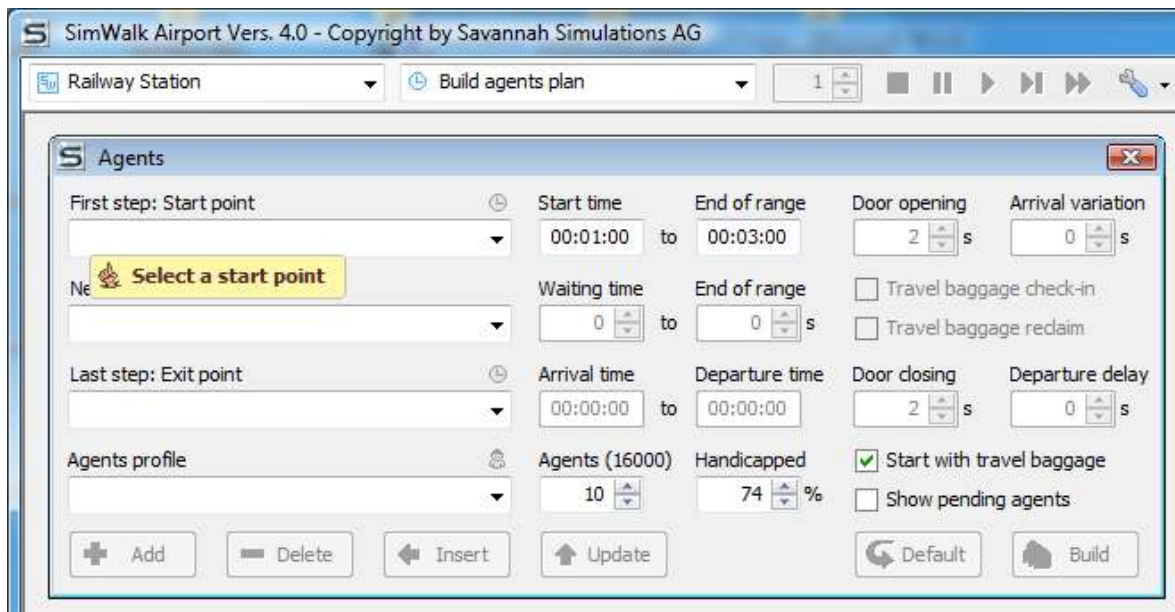 SimWalk Airport Vers. 4.0 - Copyright by Savannah Simulations AG
Railway Station Build agents plan 1
Agents
First step: Start point Start time End of range Door opening Arrival variation
00:01:00 to 00:03:00 2 s 0 s
Select a start point
Ne Waiting time End of range Travel baggage check-in
0 to 0 s Travel baggage reclaim
Last step: Exit point Arrival time Departure time Door closing Departure delay
00:00:00 to 00:00:00 2 s 0 s
Agents profile Agents (16000) Handicapped Start with travel baggage
10 74 % Show pending agents
Add Delete Insert Update Default Build